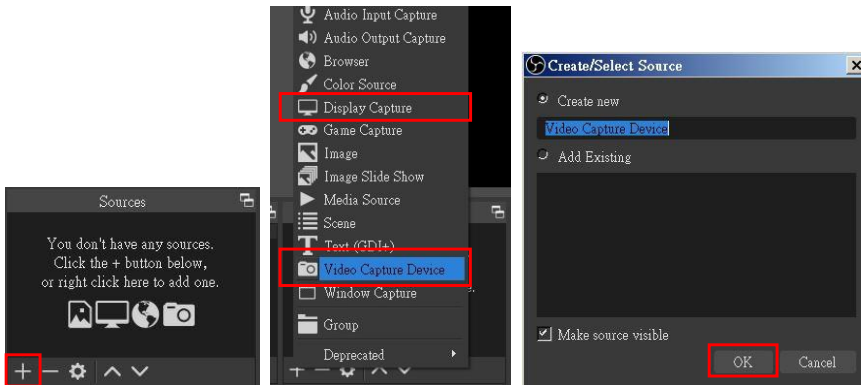 Sources
You don't have any sources.
Click the + button below,
or right click here to add one.
Audio Input Capture
Audio Output Capture
Browser
Color Source
Display Capture
Game Capture
Image
Image Slide Show
Media Source
Scene
Text (GDI+)
Video Capture Device
Window Capture
Group
Deprecated
Create/Select Source
Create new
Video Capture Device
Add Existing
Make source visible
OK Cancel